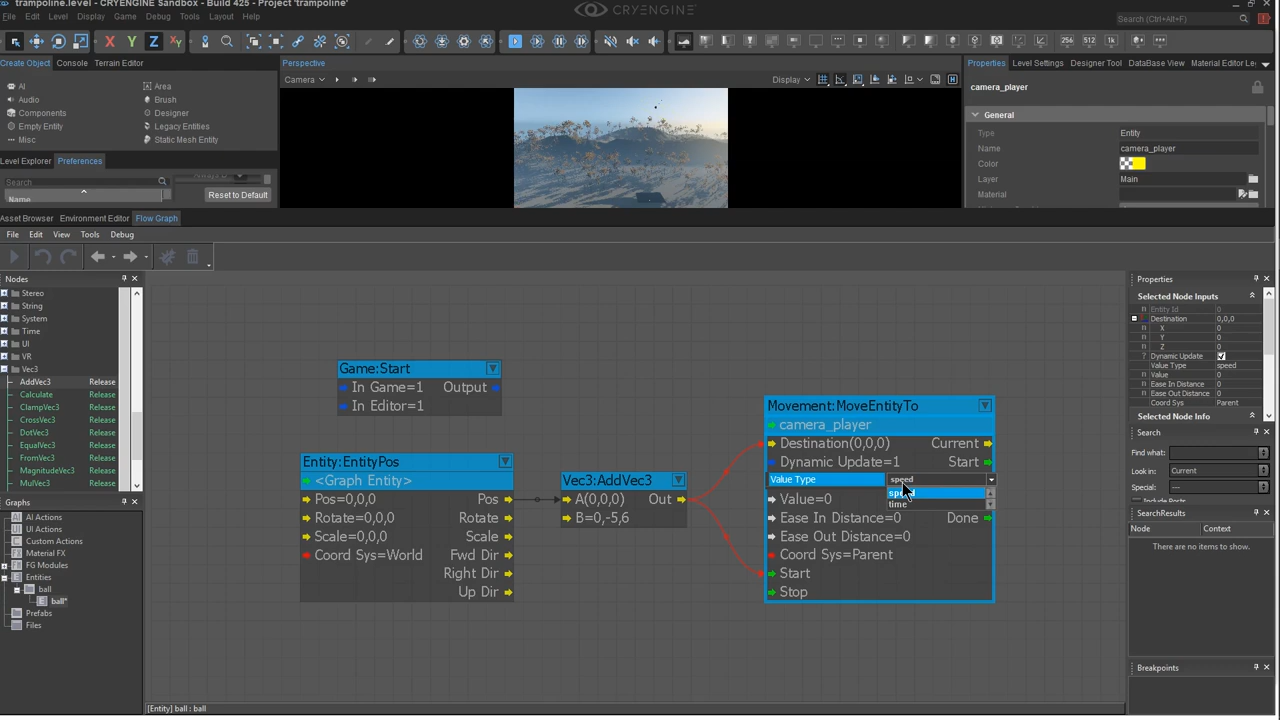 trampoline.level - CRYENGINE Sandbox - Build 425 - Project 'trampoline'
CRYENGINE
File Edit Level Display Game Debug Tools Layout Help
Search (Ctrl+Alt+F)
X Y Z XY
256 512 1k
Create Object Console Terrain Editor
Perspective
Properties Level Settings Designer Tool DataBase View Material Editor Le
Camera
Display
AI Area
Audio Brush
Components Designer
Empty Entity Legacy Entities
Misc Static Mesh Entity
camera_player
General
Type Entity
Name camera_player
Color
Layer Main
Material
Level Explorer Preferences
Search
Reset to Default
Name
Asset Browser Environment Editor Flow Graph
File Edit View Tools Debug
Nodes
Stereo
String
System
Time
UI
VR
Vec3
AddVec3 Release
Calculate Release
ClampVec3 Release
CrossVec3 Release
DotVec3 Release
EqualVec3 Release
FromVec3 Release
MagnitudeVec3 Release
MulVec3 Release
Graphs
AI Actions
UI Actions
Custom Actions
Material FX
FG Modules
Entities
ball
ball*
Prefabs
Files
Game:Start
In Game=1 Output
In Editor=1
Entity:EntityPos
<Graph Entity>
Pos=0,0,0 Pos
Rotate=0,0,0 Rotate
Scale=0,0,0 Scale
Coord Sys=World Fwd Dir
Right Dir
Up Dir
Vec3:AddVec3
A(0,0,0) Out
B=0,-5,6
Movement:MoveEntityTo
camera_player
Destination(0,0,0) Current
Dynamic Update=1 Start
Value Type speed
speed
time
Value=0
Ease In Distance=0 Done
Ease Out Distance=0
Coord Sys=Parent
Start
Stop
Properties
Selected Node Inputs
Entity Id 0
Destination 0,0,0
X 0
Y 0
Z 0
Dynamic Update
Value Type speed
Value 0
Ease In Distance 0
Ease Out Distance 0
Coord Sys Parent
Selected Node Info
Search
Find what:
Look in: Current
Special: ---
Include Ports
SearchResults
Node Context
There are no items to show.
Breakpoints
[Entity] ball : ball